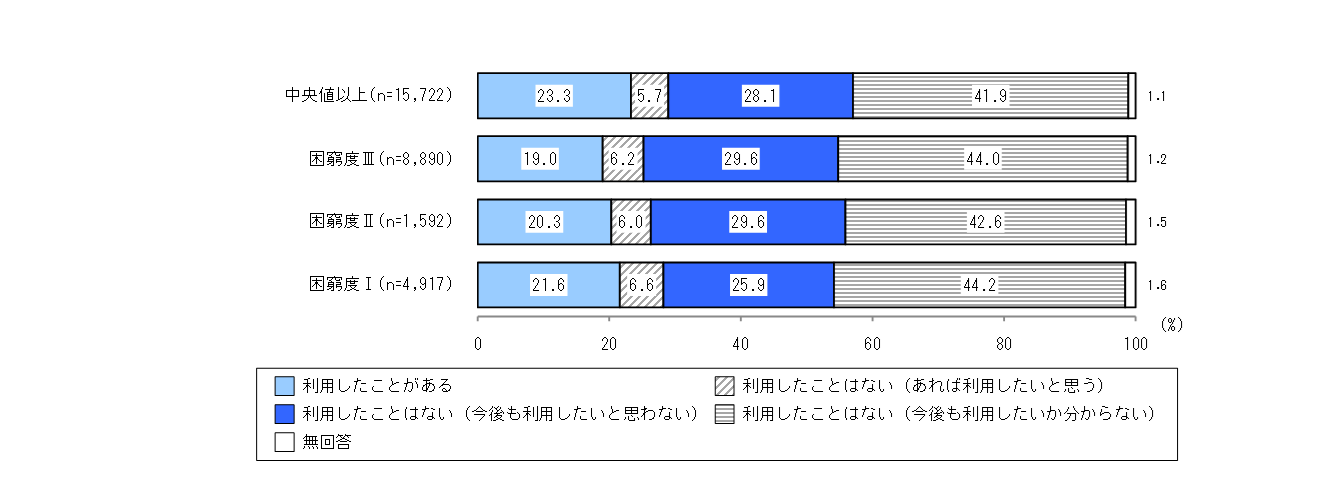 中央値以上(n=15,722) 23.3 5.7 28.1 41.9 1.1
困窮度Ⅲ(n=8,890) 19.0 6.2 29.6 44.0 1.2
困窮度Ⅱ(n=1,592) 20.3 6.0 29.6 42.6 1.5
困窮度Ⅰ(n=4,917) 21.6 6.6 25.9 44.2 1.6
(%)
0 20 40 60 80 100
利用したことがある 利用したことはない（あれば利用したいと思う）
利用したことはない（今後も利用したいと思わない） 利用したことはない（今後も利用したいか分からない）
無回答